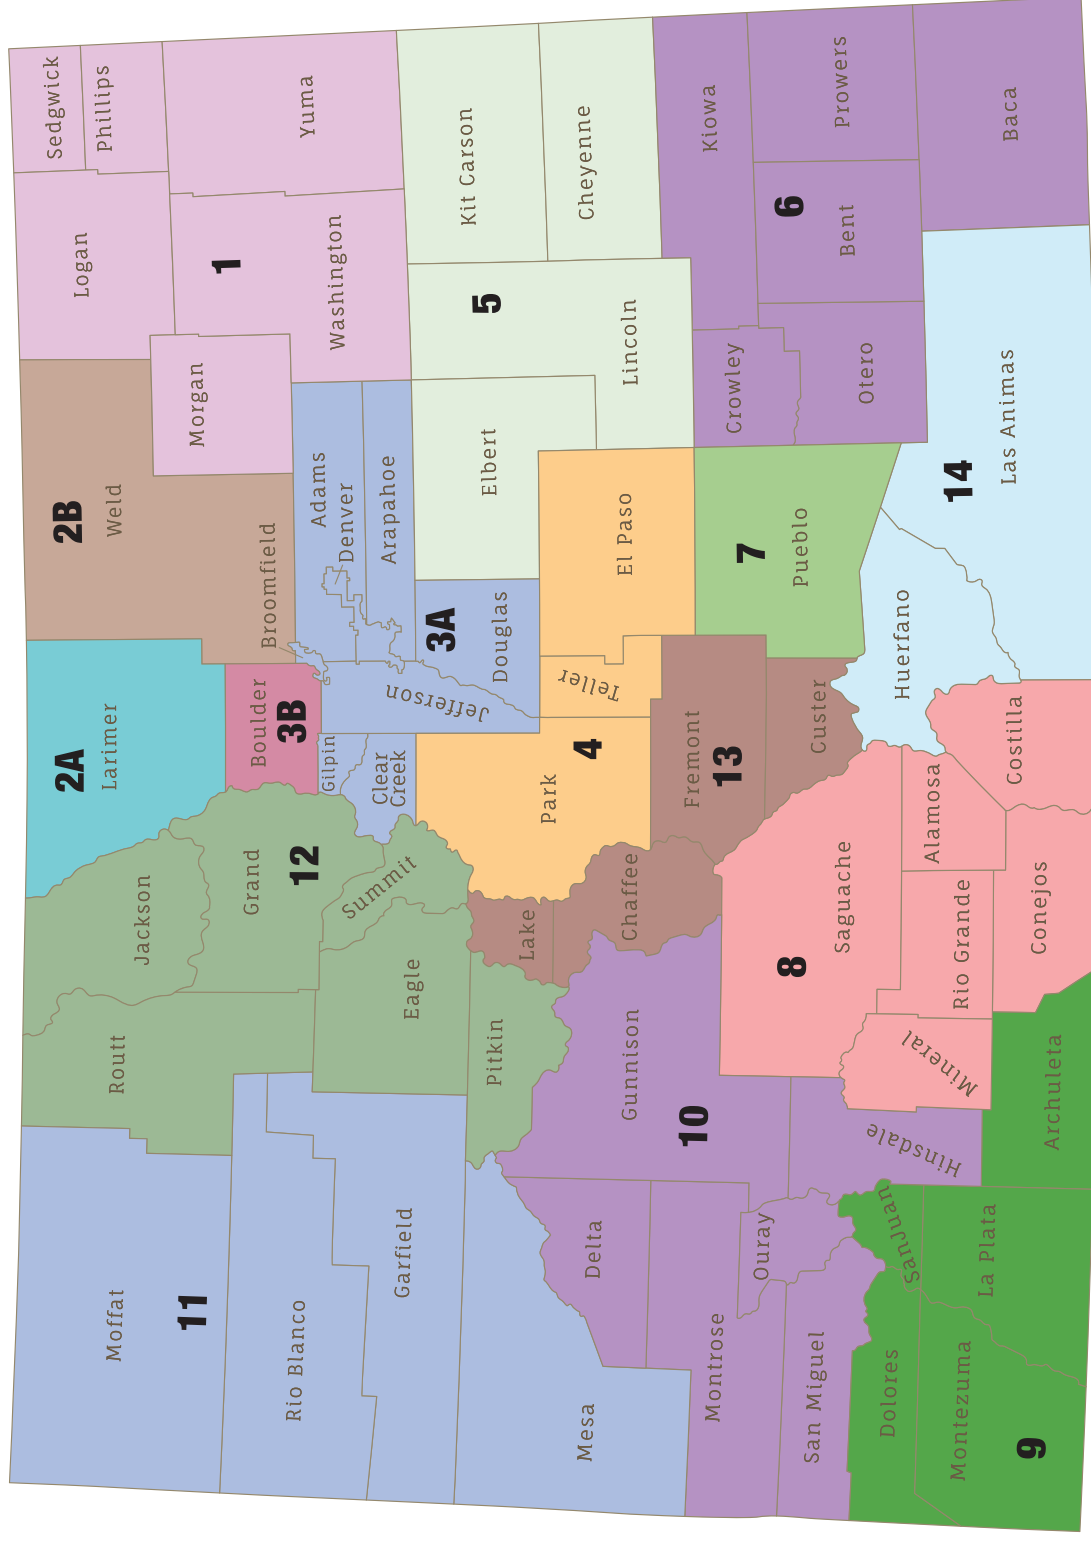 Moffat
11
Rio Blanco
Garfield
Mesa
Routt
Jackson
Grand
12
Summit
Eagle
Pitkin
2A
Larimer
Boulder
3B
Gilpin
Clear
Creek
Jefferson
2B
Weld
Broomfield
Adams
Denver
Arapahoe
3A
Douglas
Sedgwick
Phillips
Logan
1
Yuma
Washington
Morgan
Kit Carson
Cheyenne
5
Lincoln
Elbert
El Paso
Teller
4
Park
Lake
Chaffee
Fremont
13
Custer
Delta
Gunnison
10
Montrose
Ouray
San Miguel
Hinsdale
Kiowa
Prowers
6
Bent
Baca
Crowley
Otero
7
Pueblo
14
Las Animas
Huerfano
Saguache
8
Alamosa
Costilla
Rio Grande
Conejos
Mineral
Archuleta
SanJuan
La Plata
Dolores
Montezuma
9